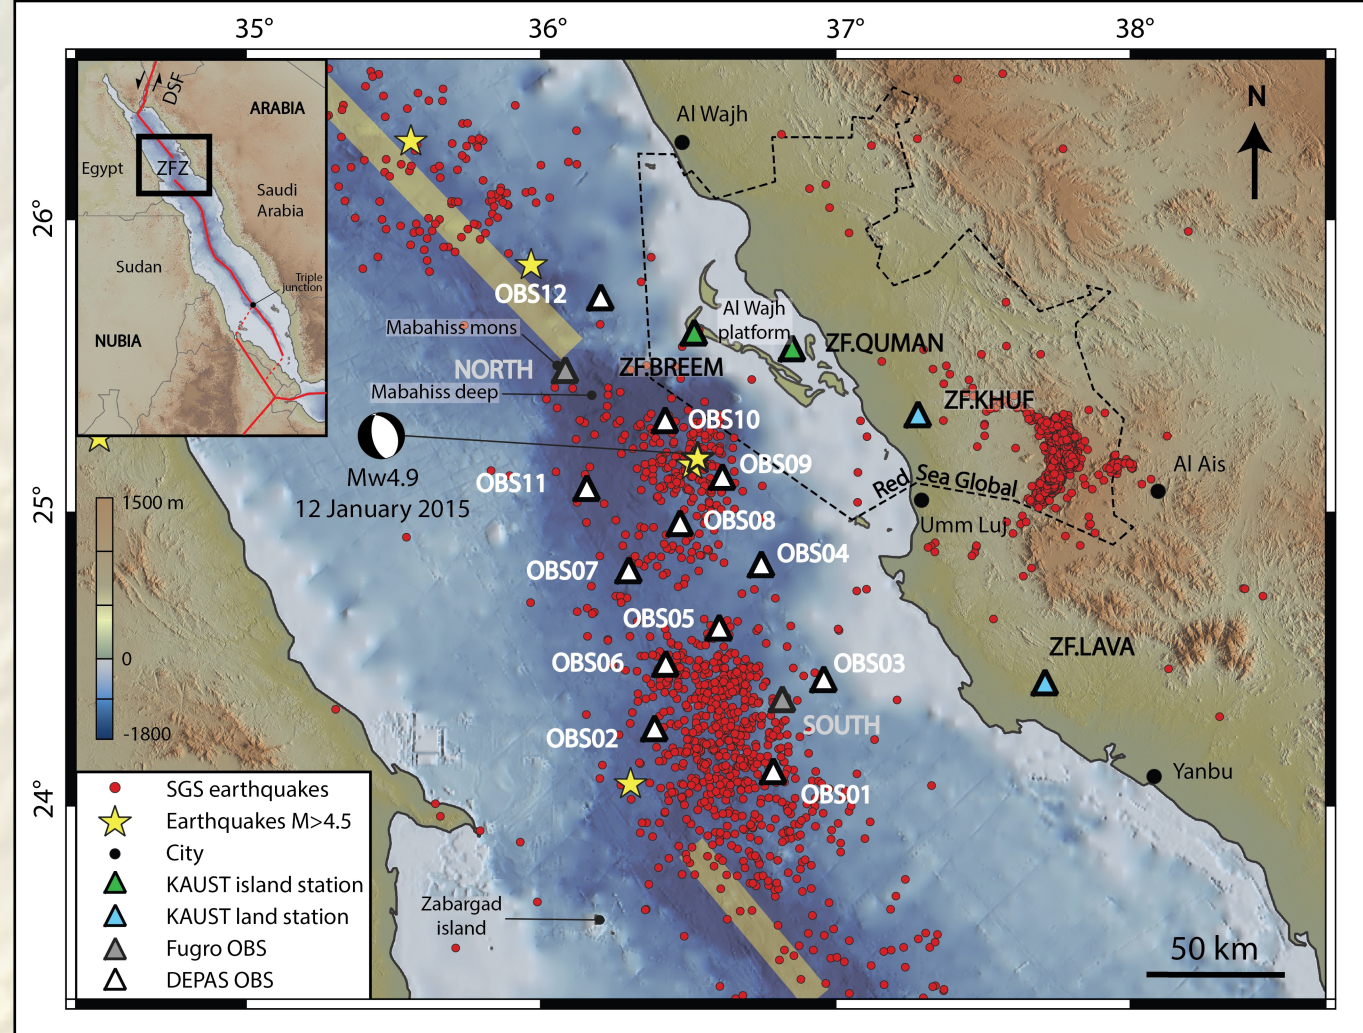 35°
36°
37°
38°
26°
25°
24°
DSF
ARABIA
Egypt
ZFZ
Saudi
Arabia
Sudan
Triple
junction
NUBIA
Al Wajh
N
OBS12
Mabahiss mons
Al Wajh
platform
ZF.QUMAN
NORTH
ZF.BREEM
Mabahiss deep
ZF.KHUF
OBS10
Mw4.9
12 January 2015
OBS11
OBS09
Al Ais
Red Sea Global
Umm Luj
OBS08
OBS07
OBS04
1500 m
0
-1800
OBS05
OBS06
OBS03
ZF.LAVA
SOUTH
OBS02
OBS01
Yanbu
SGS earthquakes
Earthquakes M>4.5
City
KAUST island station
KAUST land station
Fugro OBS
DEPAS OBS
Zabargad
island
50 km